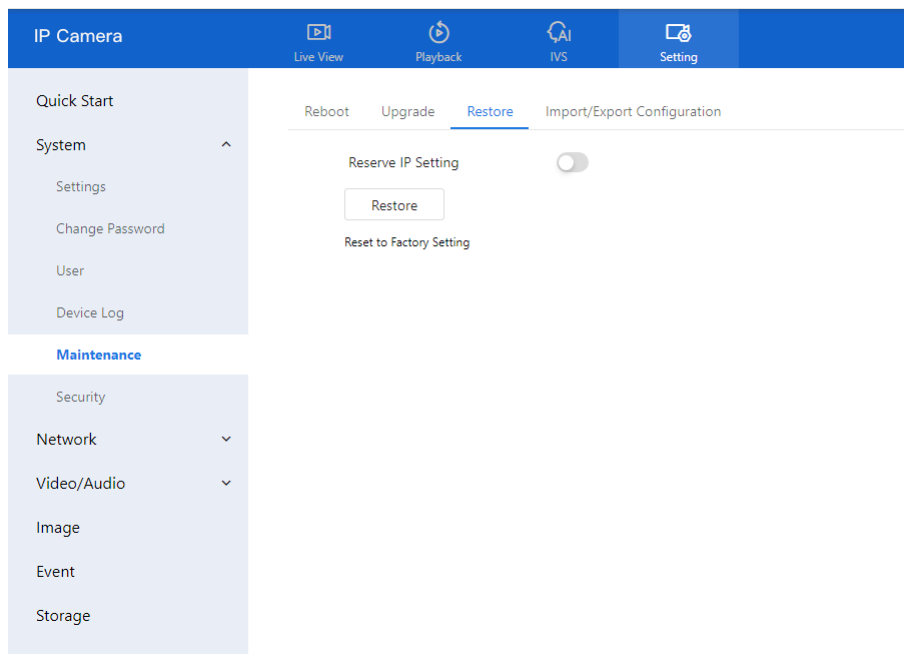 IP Camera
Live View
Playback
AI
IVS
Setting
Quick Start
System
Settings
Change Password
User
Device Log
Maintenance
Security
Network
Video/Audio
Image
Event
Storage
Reboot
Upgrade
Restore
Import/Export Configuration
Reserve IP Setting
Restore
Reset to Factory Setting